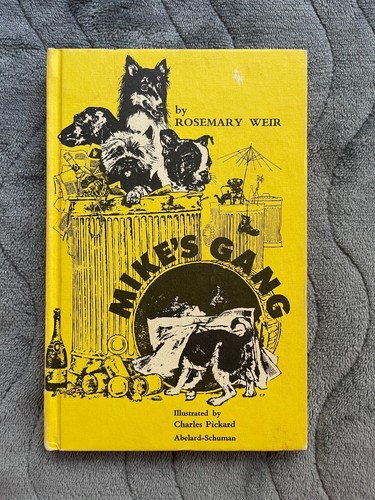 by
ROSEMARY WEIR
MIKE'S GANG
Illustrated by
Charles Pickard
Abelard-Schuman